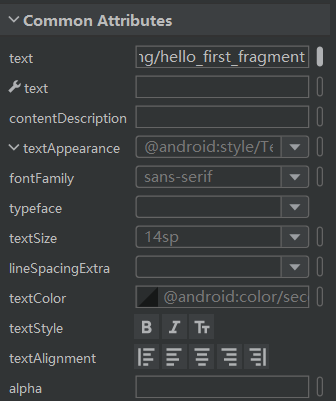 Common Attributes
text ng/hello_first_fragment
text
contentDescription
textAppearance @android:style/Te
fontFamily sans-serif
typeface
textSize 14sp
lineSpacingExtra
textColor @android:color/sec
textStyle B I Tт
textAlignment
alpha